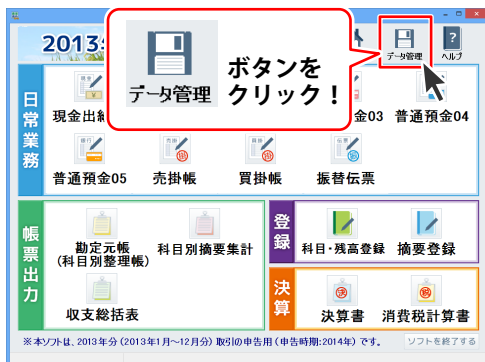 2013
データ管理
ヘルプ
データ管理
ボタンを
クリック！
日常業務
現金出納
金03
普通預金04
普通預金05
売掛帳
買掛帳
振替伝票
帳票出力
勘定元帳
(科目別整理帳)
科目別摘要集計
収支総括表
登録
科目・残高登録
摘要登録
決算
決算書
消費税計算書
※本ソフトは、2013年分(2013年1月～12月分)取引の申告用(申告時期:2014年)です。
ソフトを終了する